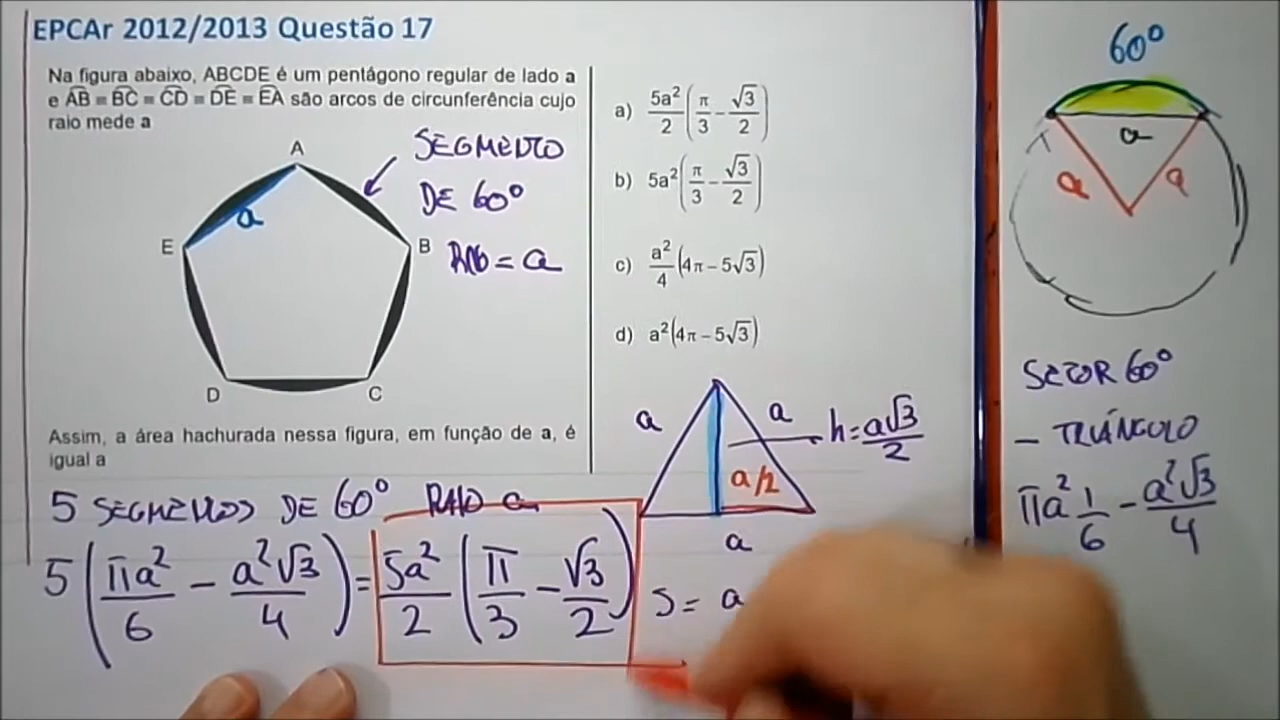 EPCAr 2012/2013 Questão 17
Na figura abaixo, ABCDE é um pentágono regular de lado a
e AB = BC = CD = DE = EA são arcos de circunferência cujo
raio mede a
A
B
C
D
E
a
SEGMENTO
DE 60°
RAIO = a
Assim, a área hachurada nessa figura, em função de a, é
igual a
a) 5a²/2 (π/3 − √3/2)
b) 5a² (π/3 − √3/2)
c) a²/4 (4π − 5√3)
d) a² (4π − 5√3)
a
a
h = a√3/2
a/2
a
S = a
5 SEGMENTOS DE 60° RAIO a
5 (πa²/6 − a²√3/4) = 5a²/2 (π/3 − √3/2)
60°
a
a
a
SETOR 60°
− TRIÂNGULO
πa² 1/6 − a²√3/4